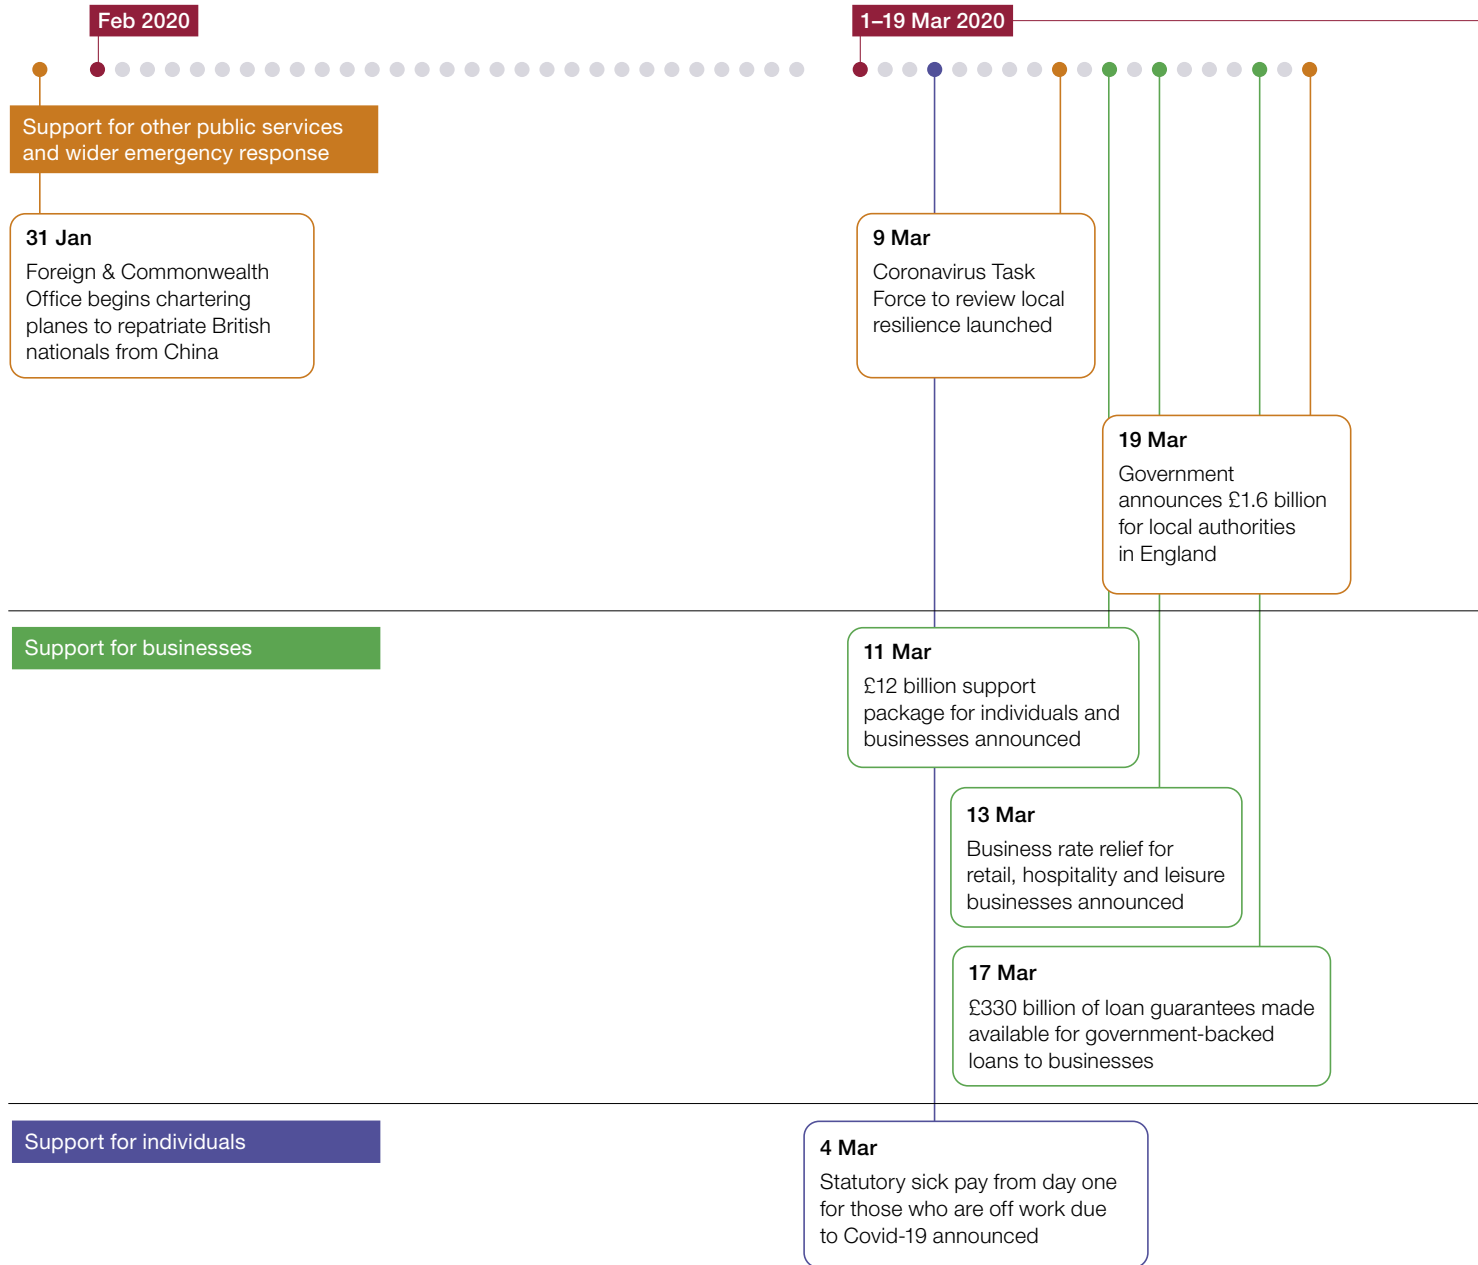 Feb 2020
1–19 Mar 2020
Support for other public services
and wider emergency response
31 Jan
Foreign & Commonwealth
Office begins chartering
planes to repatriate British
nationals from China
9 Mar
Coronavirus Task
Force to review local
resilience launched
19 Mar
Government
announces £1.6 billion
for local authorities
in England
Support for businesses
11 Mar
£12 billion support
package for individuals and
businesses announced
13 Mar
Business rate relief for
retail, hospitality and leisure
businesses announced
17 Mar
£330 billion of loan guarantees made
available for government-backed
loans to businesses
Support for individuals
4 Mar
Statutory sick pay from day one
for those who are off work due
to Covid-19 announced